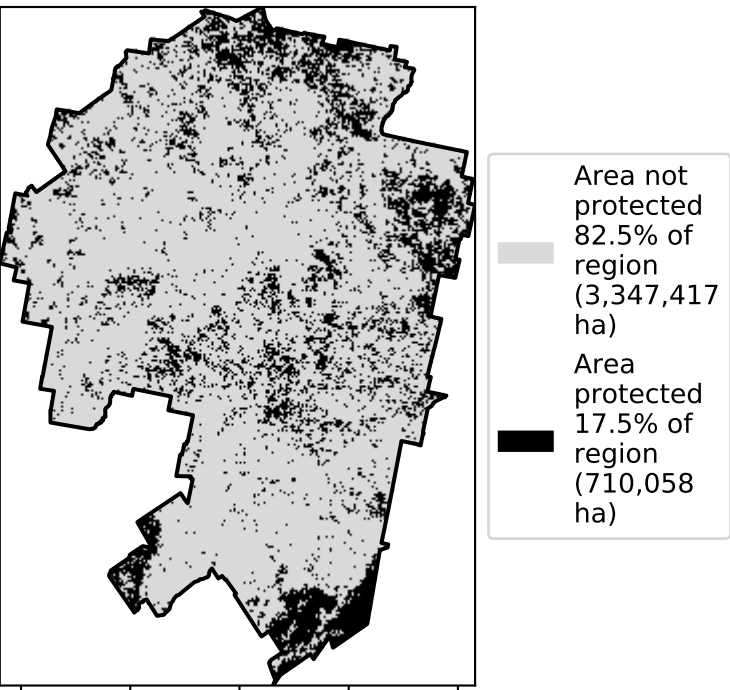 Area not
protected
82.5% of
region
(3,347,417
ha)
Area
protected
17.5% of
region
(710,058
ha)